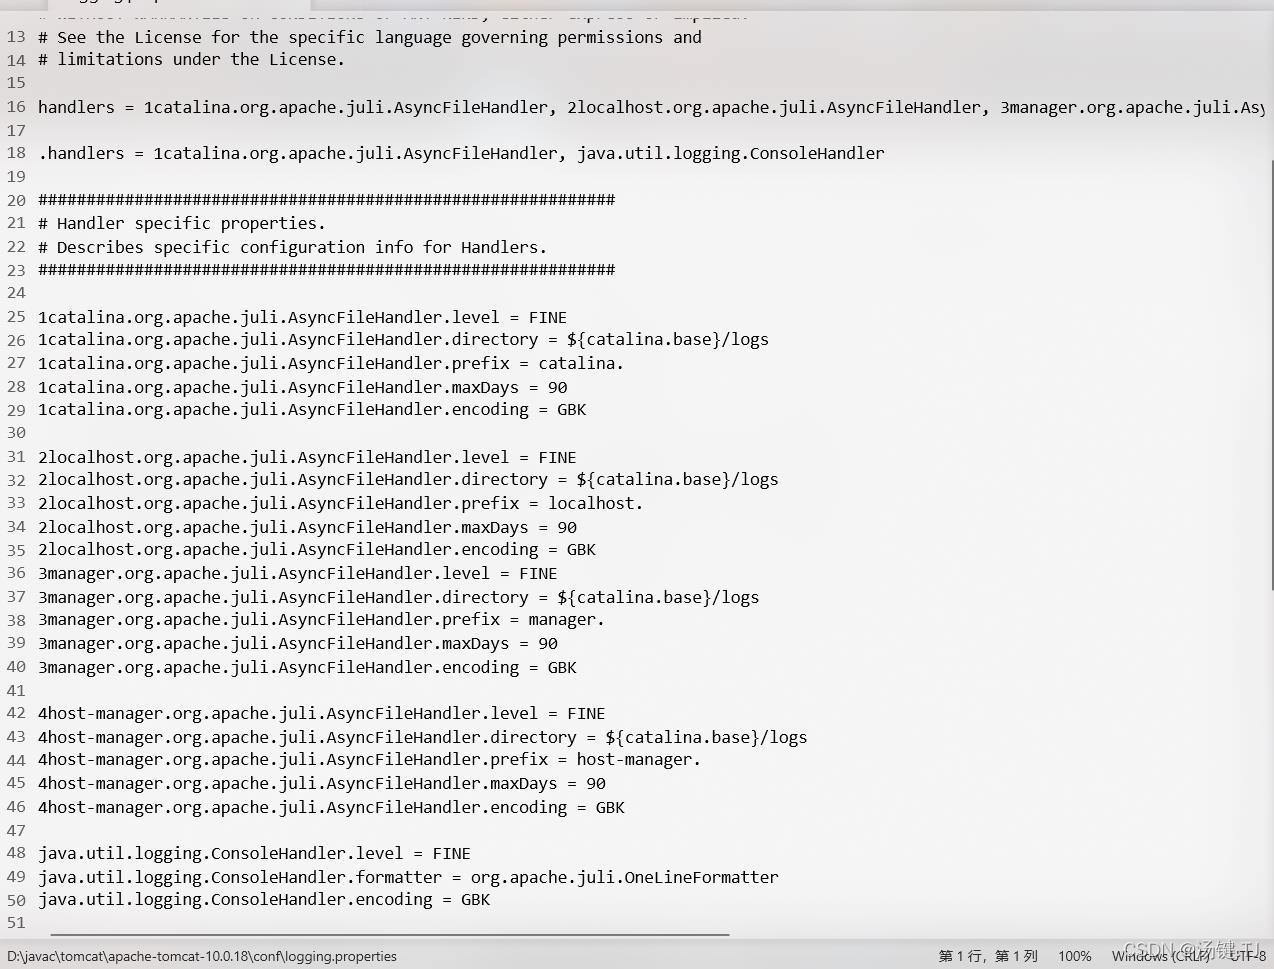 13 # See the License for the specific language governing permissions and
14 # limitations under the License.
15
16 handlers = 1catalina.org.apache.juli.AsyncFileHandler, 2localhost.org.apache.juli.AsyncFileHandler, 3manager.org.apache.juli.Asy
17
18 .handlers = 1catalina.org.apache.juli.AsyncFileHandler, java.util.logging.ConsoleHandler
19
20 ############################################################
21 # Handler specific properties.
22 # Describes specific configuration info for Handlers.
23 ############################################################
24
25 1catalina.org.apache.juli.AsyncFileHandler.level = FINE
26 1catalina.org.apache.juli.AsyncFileHandler.directory = ${catalina.base}/logs
27 1catalina.org.apache.juli.AsyncFileHandler.prefix = catalina.
28 1catalina.org.apache.juli.AsyncFileHandler.maxDays = 90
29 1catalina.org.apache.juli.AsyncFileHandler.encoding = GBK
30
31 2localhost.org.apache.juli.AsyncFileHandler.level = FINE
32 2localhost.org.apache.juli.AsyncFileHandler.directory = ${catalina.base}/logs
33 2localhost.org.apache.juli.AsyncFileHandler.prefix = localhost.
34 2localhost.org.apache.juli.AsyncFileHandler.maxDays = 90
35 2localhost.org.apache.juli.AsyncFileHandler.encoding = GBK
36 3manager.org.apache.juli.AsyncFileHandler.level = FINE
37 3manager.org.apache.juli.AsyncFileHandler.directory = ${catalina.base}/logs
38 3manager.org.apache.juli.AsyncFileHandler.prefix = manager.
39 3manager.org.apache.juli.AsyncFileHandler.maxDays = 90
40 3manager.org.apache.juli.AsyncFileHandler.encoding = GBK
41
42 4host-manager.org.apache.juli.AsyncFileHandler.level = FINE
43 4host-manager.org.apache.juli.AsyncFileHandler.directory = ${catalina.base}/logs
44 4host-manager.org.apache.juli.AsyncFileHandler.prefix = host-manager.
45 4host-manager.org.apache.juli.AsyncFileHandler.maxDays = 90
46 4host-manager.org.apache.juli.AsyncFileHandler.encoding = GBK
47
48 java.util.logging.ConsoleHandler.level = FINE
49 java.util.logging.ConsoleHandler.formatter = org.apache.juli.OneLineFormatter
50 java.util.logging.ConsoleHandler.encoding = GBK
51
D:\javac\tomcat\apache-tomcat-10.0.18\conf\logging.properties 第 1 行，第 1 列 100% Windows (CRLF) UTF-8
CSDN @汤键.TJ